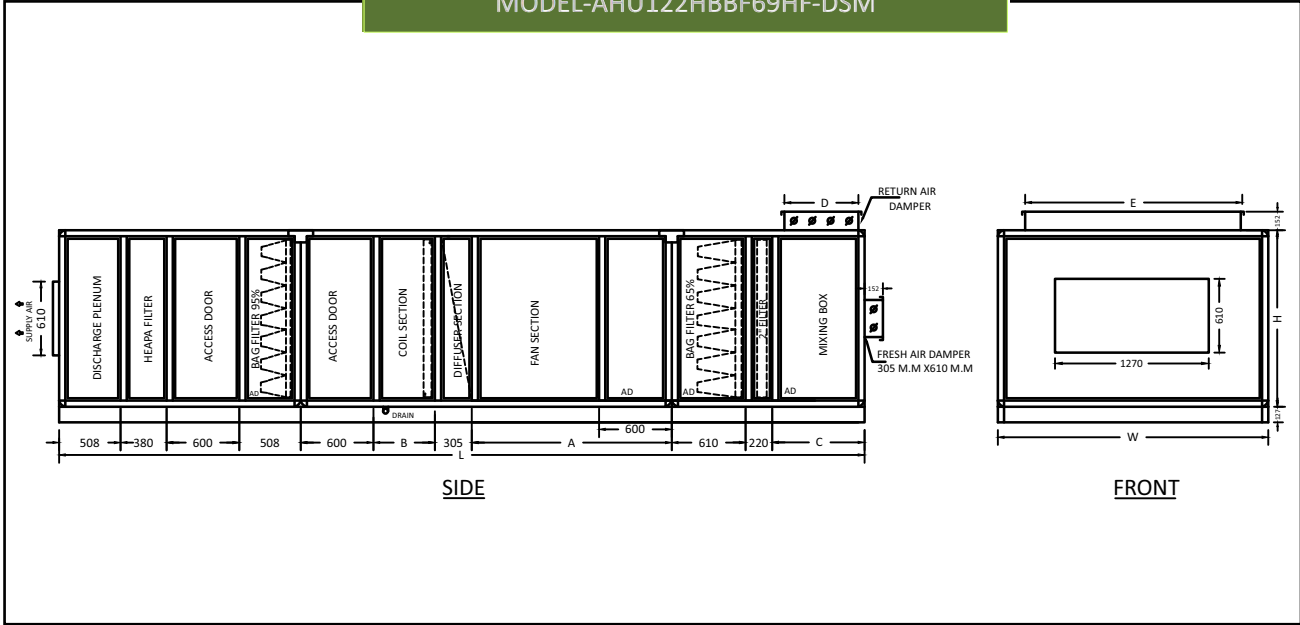 MODEL-AHU122HBBF69HF-DSM
D
RETURN AIR
DAMPER
E
152
SUPPLY AIR
610
DISCHARGE PLENUM
HEAPA FILTER
ACCESS DOOR
BAG FILTER 95%
AD
ACCESS DOOR
COIL SECTION
DIFFUSER SECTION
FAN SECTION
AD
BAG FILTER 65%
AD
2" FILTER
MIXING BOX
AD
152
FRESH AIR DAMPER
305 M.M X610 M.M
610
1270
H
127
W
DRAIN
508
380
600
508
600
B
305
A
600
610
220
C
L
SIDE
FRONT